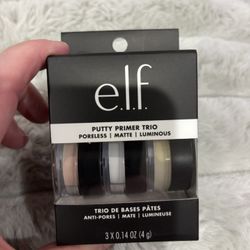 e.l.f.
PUTTY PRIMER TRIO
PORELESS | MATTE | LUMINOUS
TRIO DE BASES PÂTES
ANTI-PORES | MATE | LUMINEUSE
3 X 0.14 OZ (4 g)